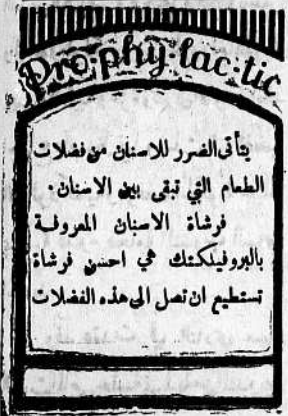 Pro-phy-lac-tic
يتأتى الضرر للاسنان من فضلات
الطعام التي تبقى بين الاسنان.
فرشاة الاسنان المعروفة
بالبروفيلكتك هي احسن فرشاة
تستطيع ان تصل الى هذه الفضلات